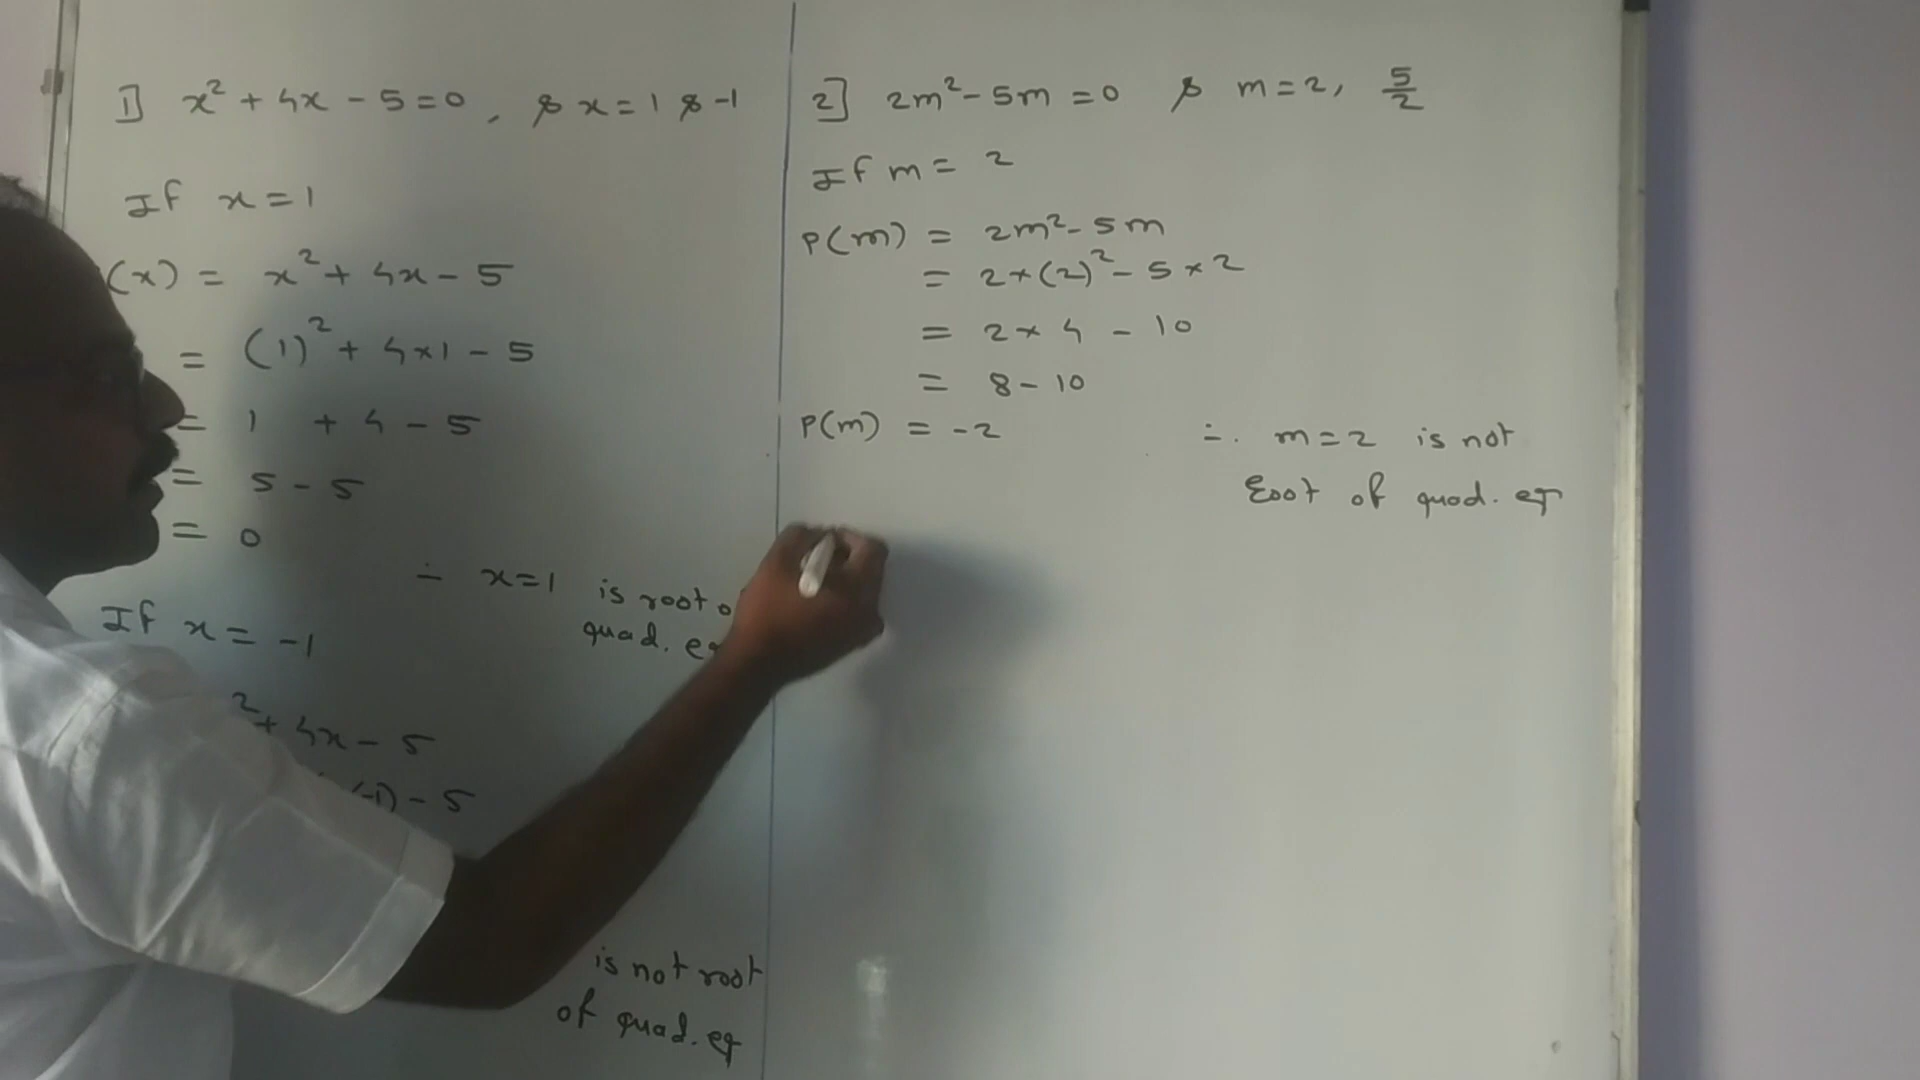 1] x² + 4x - 5 = 0, & x = 1 & -1
If x = 1
(x) = x² + 4x - 5
= (1)² + 4×1 - 5
= 1 + 4 - 5
= 5 - 5
= 0
∴ x=1 is root o
quad. eq
If x = -1
² + 4x - 5
(-1) - 5
is not root
of quad. eq
2] 2m² - 5m = 0 & m = 2, 5/2
If m = 2
P(m) = 2m² - 5m
= 2×(2)² - 5×2
= 2×4 - 10
= 8 - 10
P(m) = -2
∴ m=2 is not
root of quad. eq